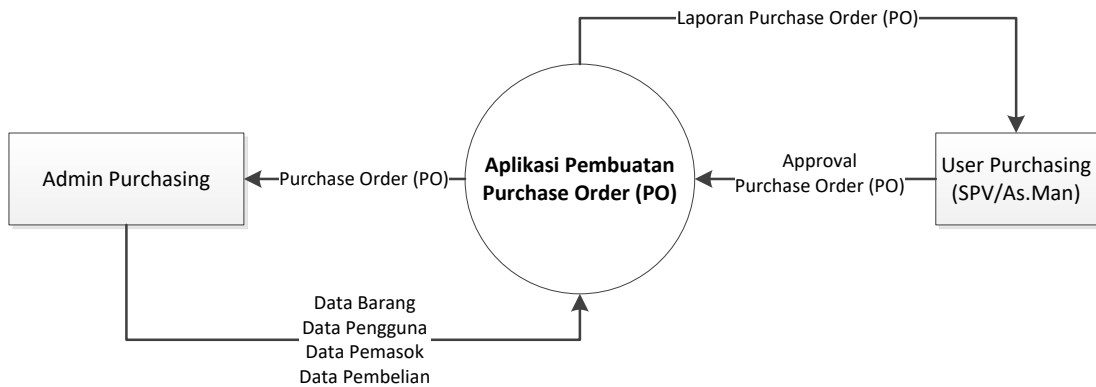 Laporan Purchase Order (PO)
Admin Purchasing
Purchase Order (PO)
Aplikasi Pembuatan
Purchase Order (PO)
Approval
Purchase Order (PO)
User Purchasing
(SPV/As.Man)
Data Barang
Data Pengguna
Data Pemasok
Data Pembelian